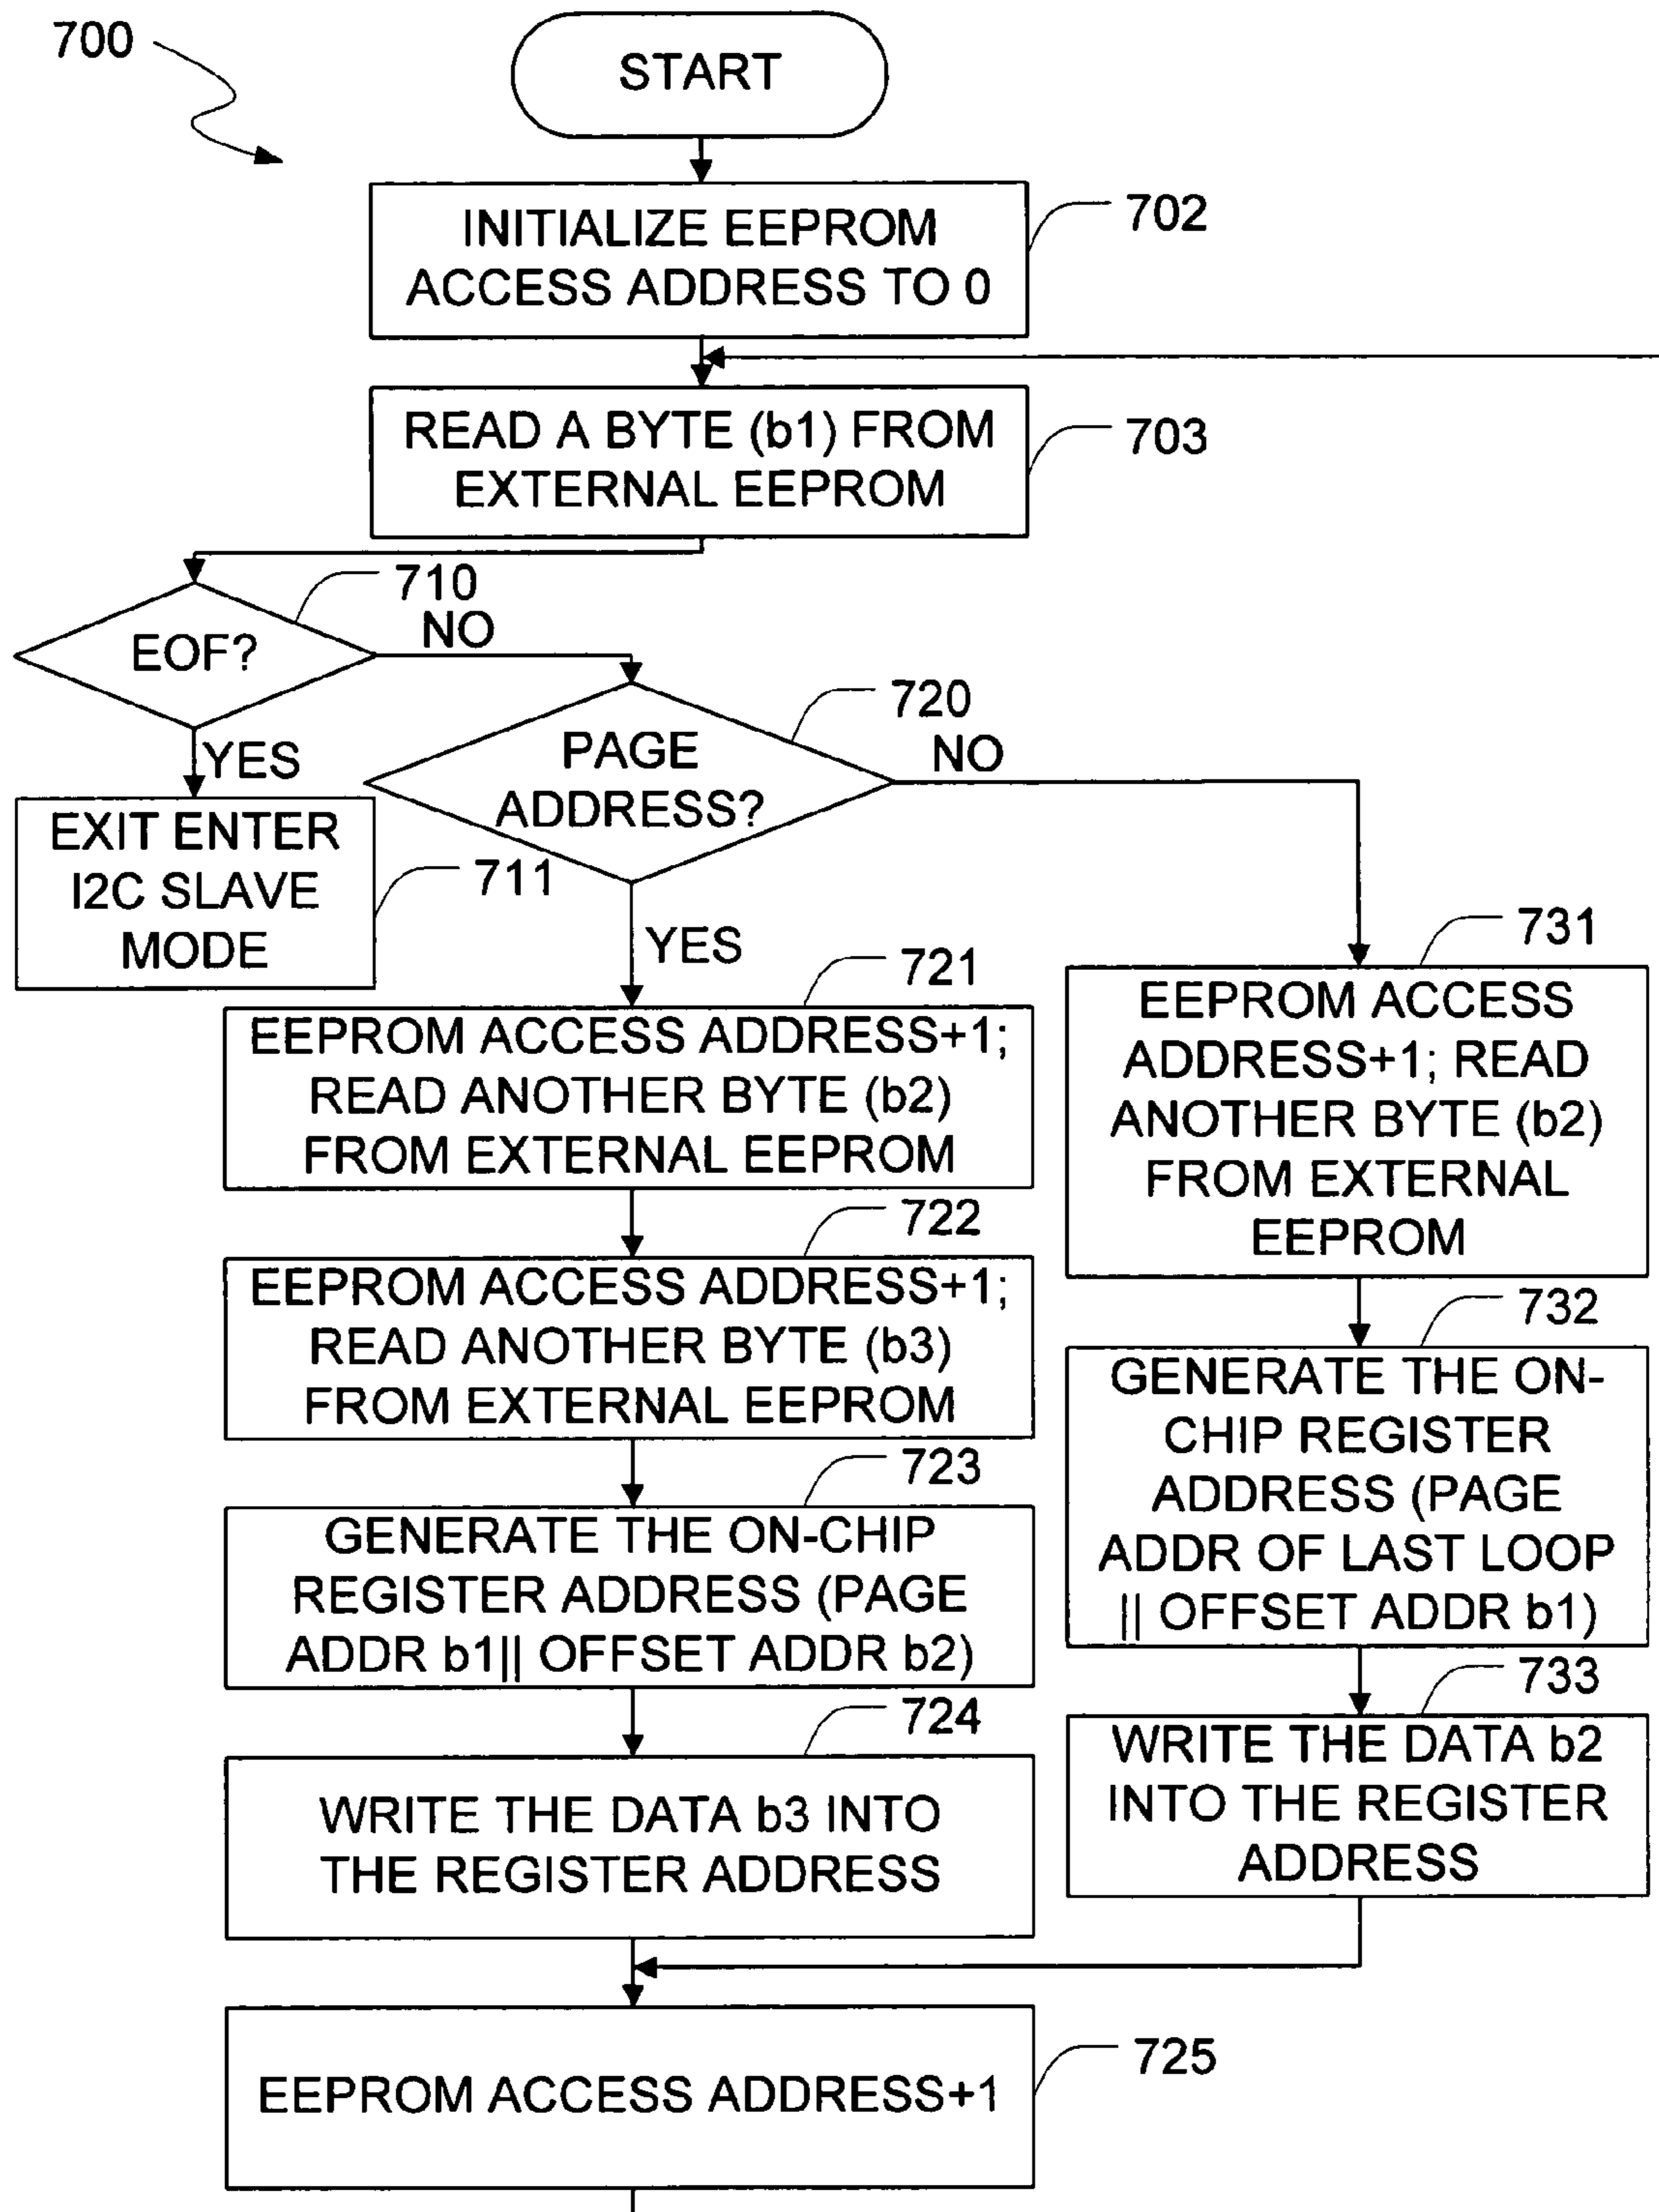 700
START
INITIALIZE EEPROM
ACCESS ADDRESS TO 0
702
READ A BYTE (b1) FROM
EXTERNAL EEPROM
703
710
EOF?
NO
YES
EXIT ENTER
I2C SLAVE
MODE
711
720
PAGE
ADDRESS?
NO
YES
721
EEPROM ACCESS ADDRESS+1;
READ ANOTHER BYTE (b2)
FROM EXTERNAL EEPROM
722
EEPROM ACCESS ADDRESS+1;
READ ANOTHER BYTE (b3)
FROM EXTERNAL EEPROM
723
GENERATE THE ON-CHIP
REGISTER ADDRESS (PAGE
ADDR b1|| OFFSET ADDR b2)
724
WRITE THE DATA b3 INTO
THE REGISTER ADDRESS
731
EEPROM ACCESS
ADDRESS+1; READ
ANOTHER BYTE (b2)
FROM EXTERNAL
EEPROM
732
GENERATE THE ON-
CHIP REGISTER
ADDRESS (PAGE
ADDR OF LAST LOOP
|| OFFSET ADDR b1)
733
WRITE THE DATA b2
INTO THE REGISTER
ADDRESS
EEPROM ACCESS ADDRESS+1
725